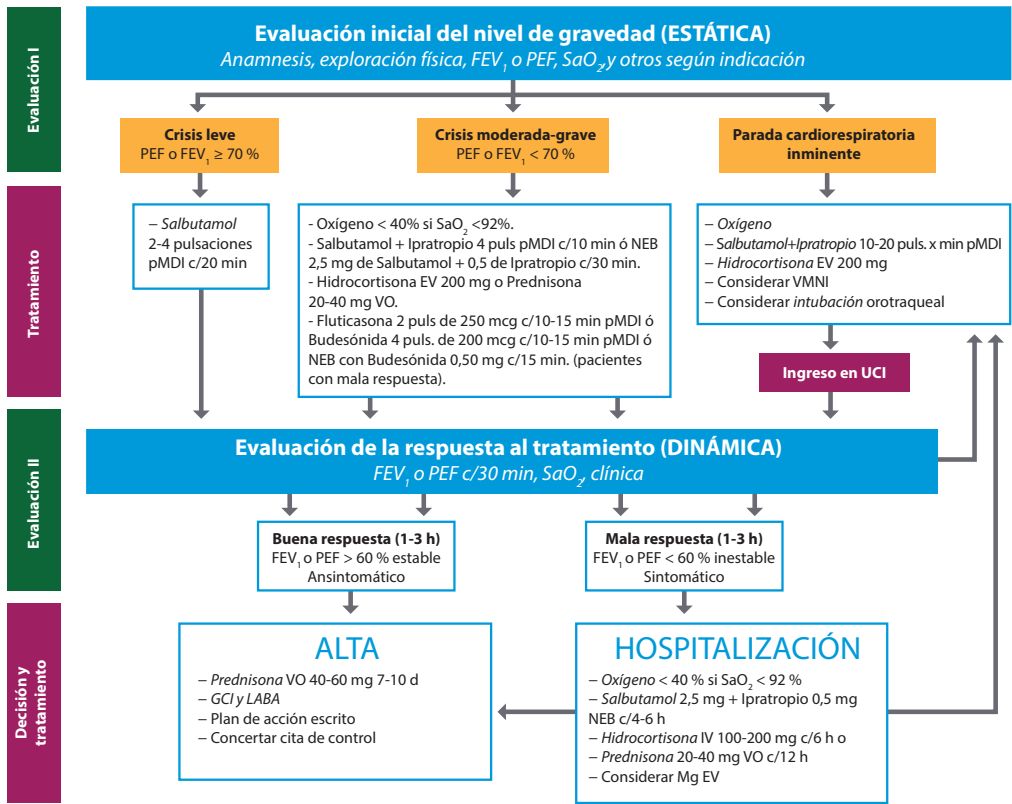 Evaluación I
Evaluación inicial del nivel de gravedad (ESTÁTICA)
Anamnesis, exploración física, FEV₁ o PEF, SaO₂,y otros según indicación
Crisis leve
PEF o FEV₁ ≥ 70 %
Crisis moderada-grave
PEF o FEV₁ < 70 %
Parada cardiorespiratoria
inminente
Tratamiento
– Salbutamol
2-4 pulsaciones
pMDI c/20 min
- Oxígeno < 40% si SaO₂ <92%.
- Salbutamol + Ipratropio 4 puls pMDI c/10 min ó NEB
2,5 mg de Salbutamol + 0,5 de Ipratropio c/30 min.
- Hidrocortisona EV 200 mg o Prednisona
20-40 mg VO.
- Fluticasona 2 puls de 250 mcg c/10-15 min pMDI ó
Budesónida 4 puls. de 200 mcg c/10-15 min pMDI ó
NEB con Budesónida 0,50 mg c/15 min. (pacientes
con mala respuesta).
– Oxígeno
– Salbutamol+Ipratropio 10-20 puls. x min pMDI
– Hidrocortisona EV 200 mg
– Considerar VMNI
– Considerar intubación orotraqueal
Ingreso en UCI
Evaluación II
Evaluación de la respuesta al tratamiento (DINÁMICA)
FEV₁ o PEF c/30 min, SaO₂, clínica
Buena respuesta (1-3 h)
FEV₁ o PEF > 60 % estable
Ansintomático
Mala respuesta (1-3 h)
FEV₁ o PEF < 60 % inestable
Sintomático
Decisión y
tratamiento
ALTA
– Prednisona VO 40-60 mg 7-10 d
– GCI y LABA
– Plan de acción escrito
– Concertar cita de control
HOSPITALIZACIÓN
– Oxígeno < 40 % si SaO₂ < 92 %
– Salbutamol 2,5 mg + Ipratropio 0,5 mg
NEB c/4-6 h
– Hidrocortisona IV 100-200 mg c/6 h o
– Prednisona 20-40 mg VO c/12 h
– Considerar Mg EV